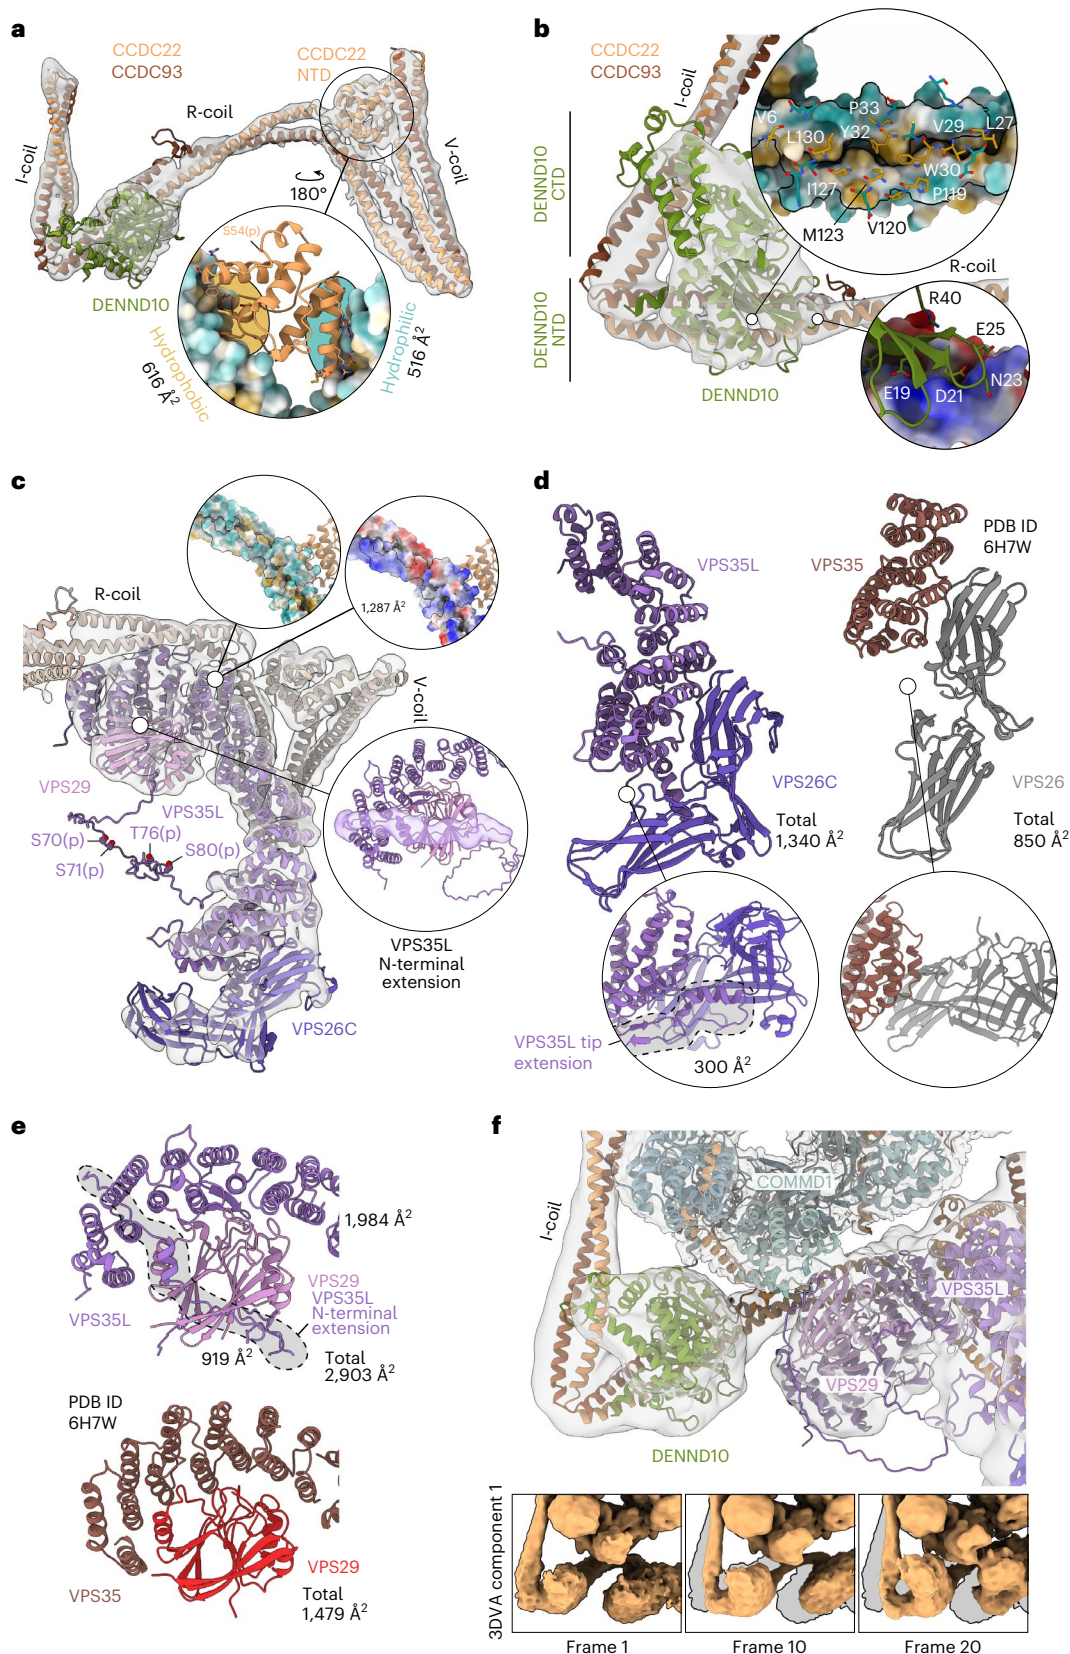 a
CCDC22
CCDC93
CCDC22
NTD
R-coil
I-coil
V-coil
180°
S54(p)
DENND10
Hydrophobic
616 Å2
Hydrophilic
516 Å2
b
CCDC22
CCDC93
I-coil
DENND10
CTD
DENND10
NTD
V6
P33
L130
Y32
V29
L27
W30
I127
P119
V120
M123
R-coil
R40
E25
E19
D21
N23
DENND10
c
R-coil
1,287 Å2
V-coil
VPS29
VPS35L
S70(p)
T76(p)
S80(p)
S71(p)
VPS35L
N-terminal
extension
VPS26C
d
VPS35L
VPS35
PDB ID
6H7W
VPS26C
Total
1,340 Å2
VPS26
Total
850 Å2
VPS35L tip
extension
300 Å2
e
1,984 Å2
VPS29
VPS35L
N-terminal
extension
VPS35L
919 Å2
Total
2,903 Å2
PDB ID
6H7W
VPS29
VPS35
Total
1,479 Å2
f
I-coil
COMMD1
VPS35L
VPS29
DENND10
3DVA component 1
Frame 1
Frame 10
Frame 20